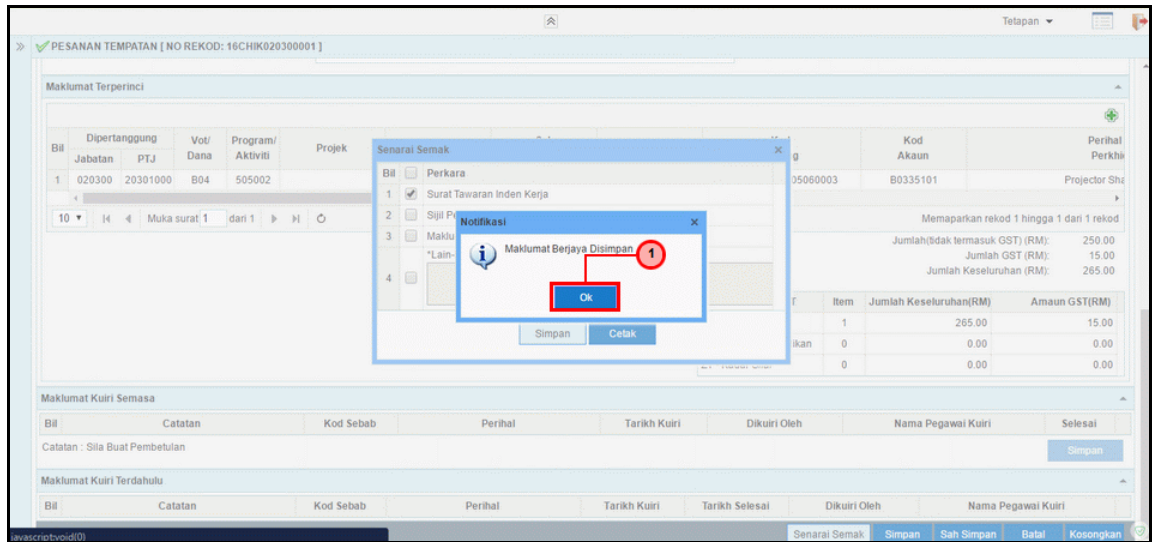 Tetapan
PESANAN TEMPATAN [ NO REKOD: 16CHIK020300001 ]
Maklumat Terperinci
Bil Dipertanggung Vot/ Dana Program/ Aktiviti Projek Kod Akaun Perihal
Jabatan PTJ g Perkhi
1 020300 20301000 B04 505002 05060003 B0335101 Projector Sha
10 Muka surat 1 dari 1 Memaparkan rekod 1 hingga 1 dari 1 rekod
Senarai Semak
Bil Perkara
1 Surat Tawaran Inden Kerja
2 Sijil
3 Maklu
*Lain-
4
Simpan Cetak
Notifikasi
Maklumat Berjaya Disimpan
1
Ok
Jumlah(tidak termasuk GST) (RM): 250.00
Jumlah GST (RM): 15.00
Jumlah Keseluruhan (RM): 265.00
Item Jumlah Keseluruhan(RM) Amaun GST(RM)
1 265.00 15.00
ikan 0 0.00 0.00
0 0.00 0.00
Maklumat Kuiri Semasa
Bil Catatan Kod Sebab Perihal Tarikh Kuiri Dikuiri Oleh Nama Pegawai Kuiri Selesai
Catatan : Sila Buat Pembetulan Simpan
Maklumat Kuiri Terdahulu
Bil Catatan Kod Sebab Perihal Tarikh Kuiri Tarikh Selesai Dikuiri Oleh Nama Pegawai Kuiri
javascript:void(0) Senarai Semak Simpan Sah Simpan Batal Kosongkan